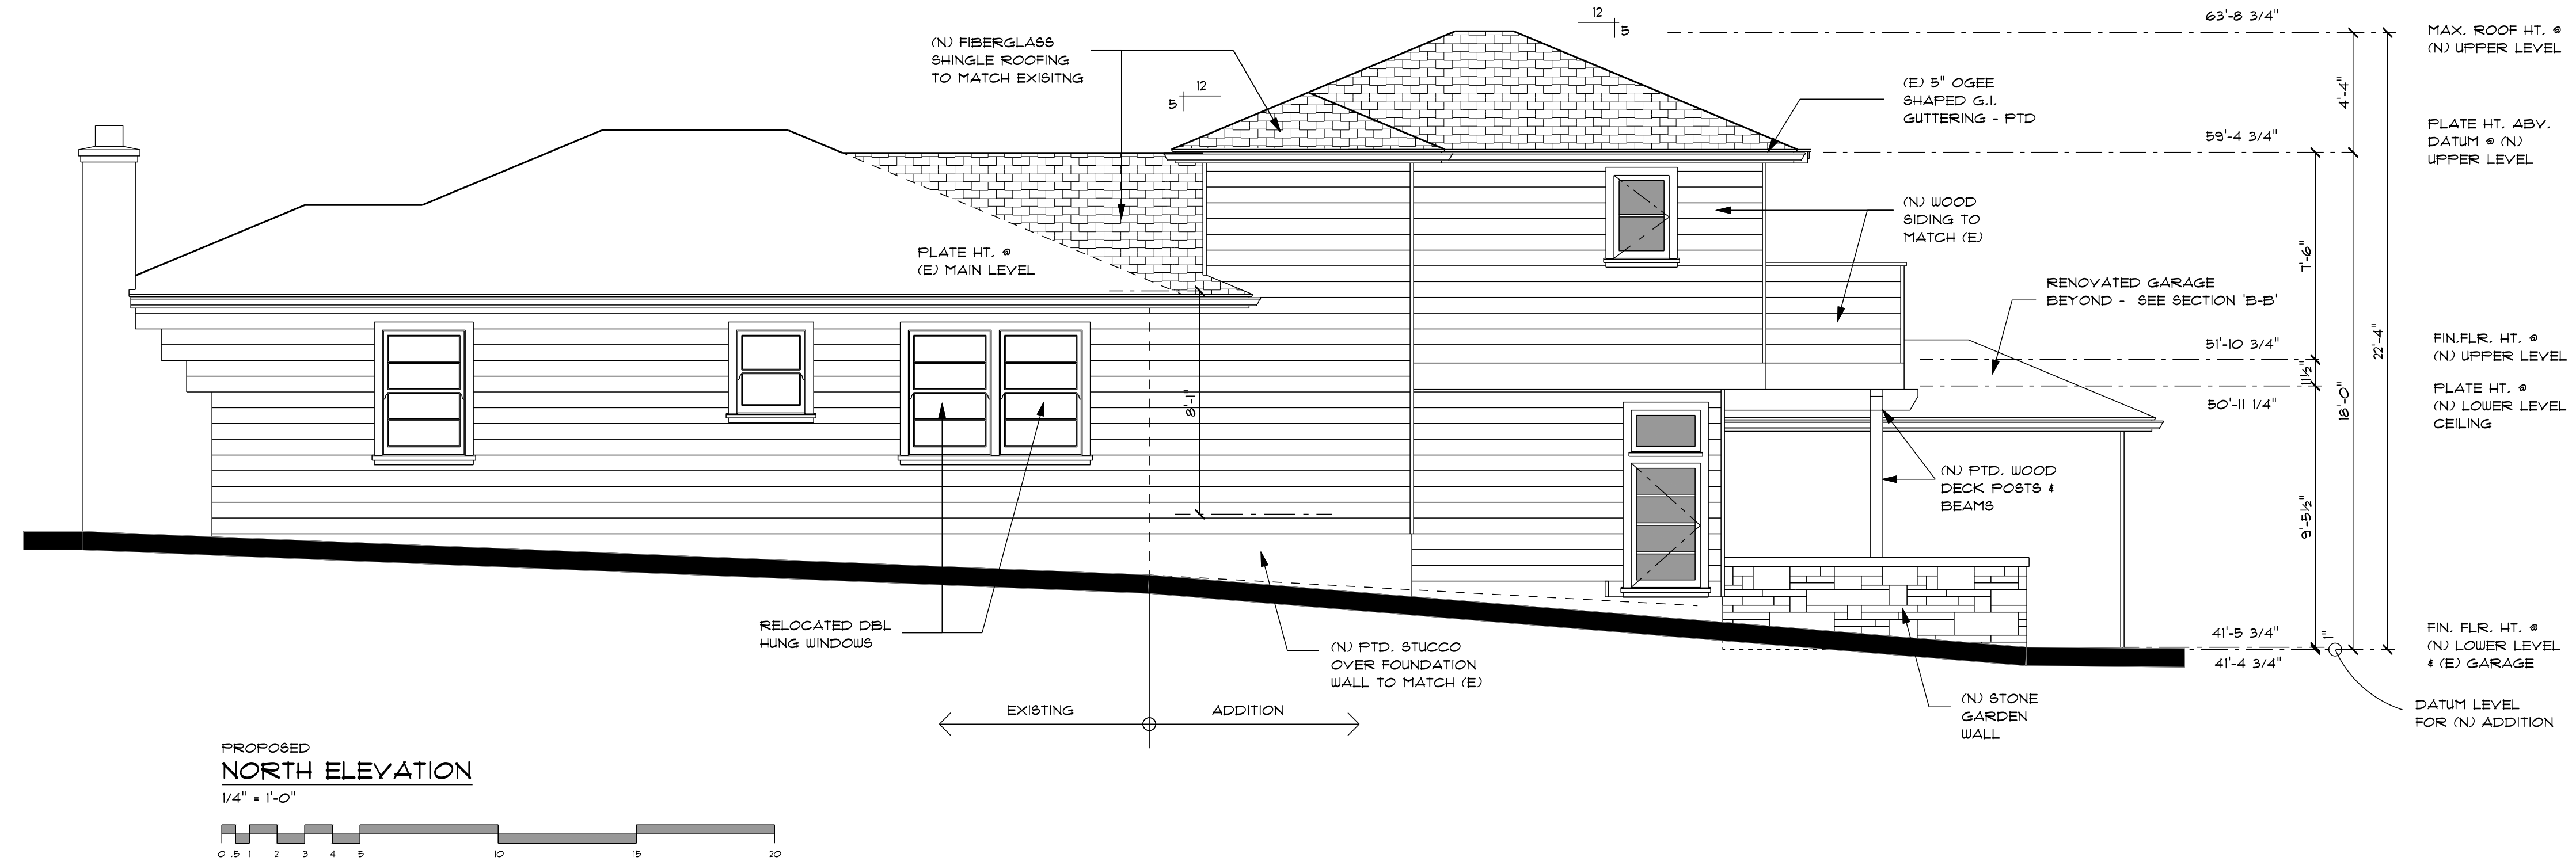 (N) FIBERGLASS
SHINGLE ROOFING
TO MATCH EXISITNG
12
5
12
5
63'-8 3/4"
MAX. ROOF HT. @
(N) UPPER LEVEL
4'-4"
(E) 5" OGEE
SHAPED G.I.
GUTTERING - PTD
59'-4 3/4"
PLATE HT. ABV.
DATUM @ (N)
UPPER LEVEL
(N) WOOD
SIDING TO
MATCH (E)
7'-6"
PLATE HT. @
(E) MAIN LEVEL
RENOVATED GARAGE
BEYOND - SEE SECTION 'B-B'
51'-10 3/4"
FIN.FLR. HT. @
(N) UPPER LEVEL
22'-4"
11½"
18'-0"
8'-1"
50'-11 1/4"
PLATE HT. @
(N) LOWER LEVEL
CEILING
(N) PTD. WOOD
DECK POSTS &
BEAMS
9'-5½"
RELOCATED DBL
HUNG WINDOWS
(N) PTD. STUCCO
OVER FOUNDATION
WALL TO MATCH (E)
41'-5 3/4"
1"
41'-4 3/4"
FIN. FLR. HT. @
(N) LOWER LEVEL
& (E) GARAGE
(N) STONE
GARDEN
WALL
DATUM LEVEL
FOR (N) ADDITION
EXISTING
ADDITION
PROPOSED
NORTH ELEVATION
1/4" = 1'-0"
0 .5 1 2 3 4 5 10 15 20